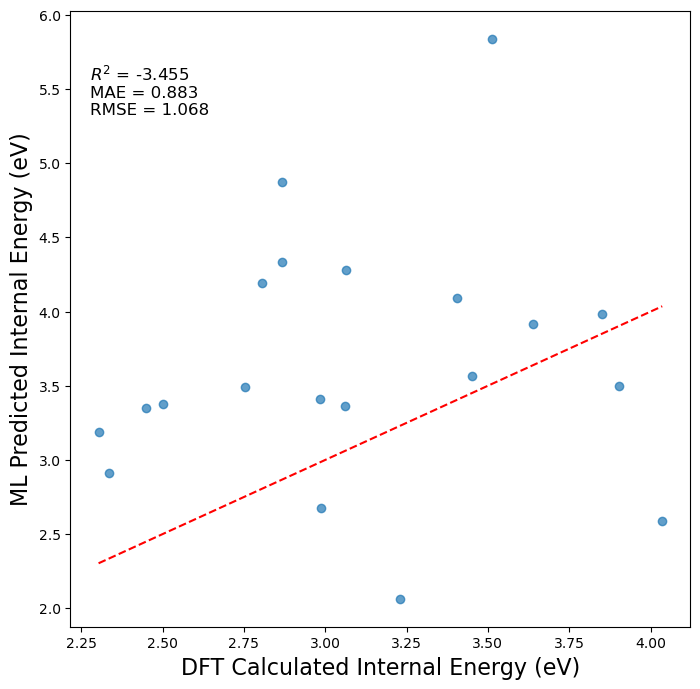 R² = -3.455
MAE = 0.883
RMSE = 1.068
ML Predicted Internal Energy (eV)
6.0
5.5
5.0
4.5
4.0
3.5
3.0
2.5
2.0
2.25 2.50 2.75 3.00 3.25 3.50 3.75 4.00
DFT Calculated Internal Energy (eV)